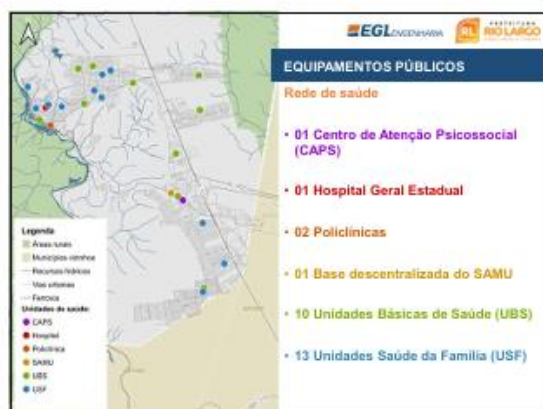 EGL ENGENHARIA
PREFEITURA
RL RIO LARGO
EQUIPAMENTOS PÚBLICOS
Rede de saúde
• 01 Centro de Atenção Psicossocial
(CAPS)
• 01 Hospital Geral Estadual
• 02 Policlínicas
• 01 Base descentralizada do SAMU
• 10 Unidades Básicas de Saúde (UBS)
• 13 Unidades Saúde da Família (USF)
Legenda
Áreas rurais
Municípios vizinhos
Recursos hídricos
Vias urbanas
Ferrovia
Unidades de saúde
CAPS
Hospital
Policlínica
SAMU
UBS
USF